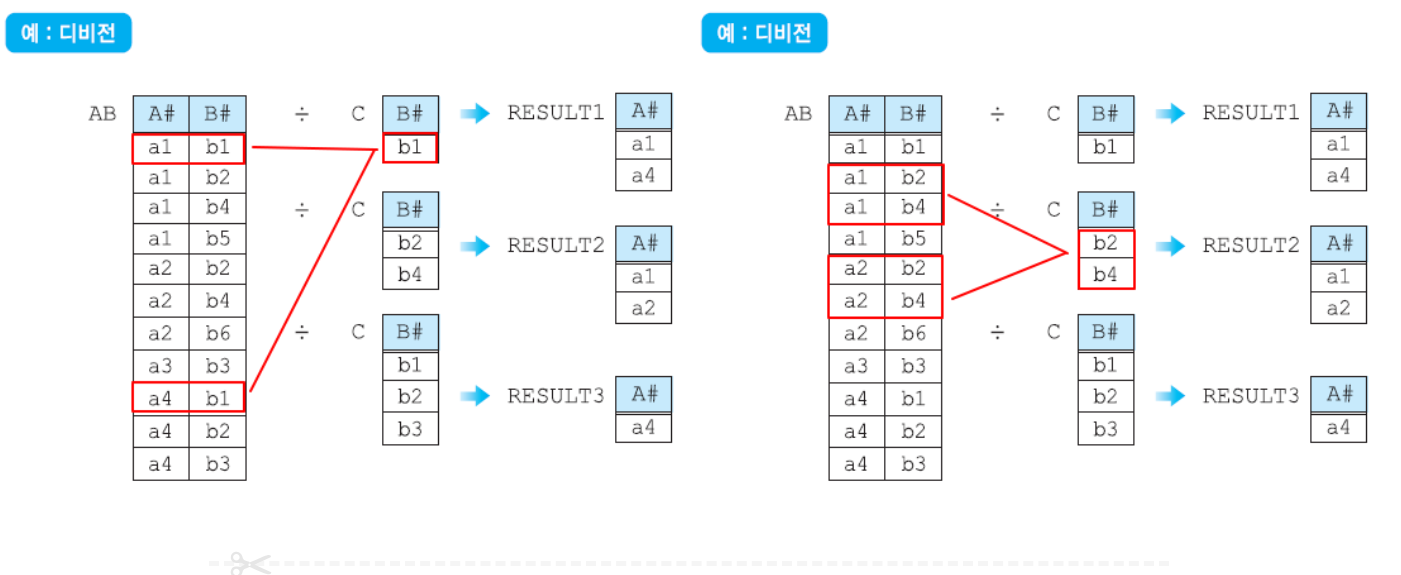 예 : 디비전
AB A# B# ÷ C B# RESULT1 A#
a1 b1 b1 a1
a1 b2 a4
a1 b4 ÷ C B#
a1 b5 b2 RESULT2 A#
a2 b2 b4 a1
a2 b4 a2
a2 b6 ÷ C B#
a3 b3 b1
a4 b1 b2 RESULT3 A#
a4 b2 b3 a4
a4 b3
예 : 디비전
AB A# B# ÷ C B# RESULT1 A#
a1 b1 b1 a1
a1 b2 a4
a1 b4 ÷ C B#
a1 b5 b2 RESULT2 A#
a2 b2 b4 a1
a2 b4 a2
a2 b6 ÷ C B#
a3 b3 b1
a4 b1 b2 RESULT3 A#
a4 b2 b3 a4
a4 b3